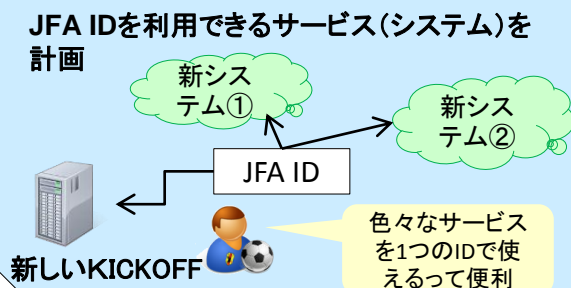 JFA IDを利用できるサービス（システム）を
計画
新シス
テム①
新シス
テム②
JFA ID
色々なサービス
を1つのIDで使
えるって便利
新しいKICKOFF